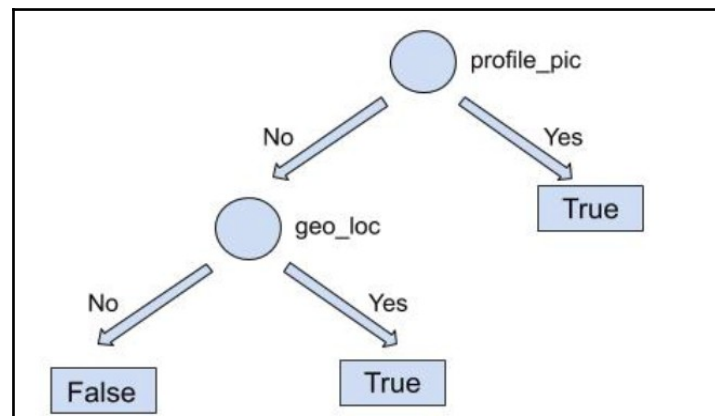 profile_pic
No
Yes
True
geo_loc
No
Yes
False
True